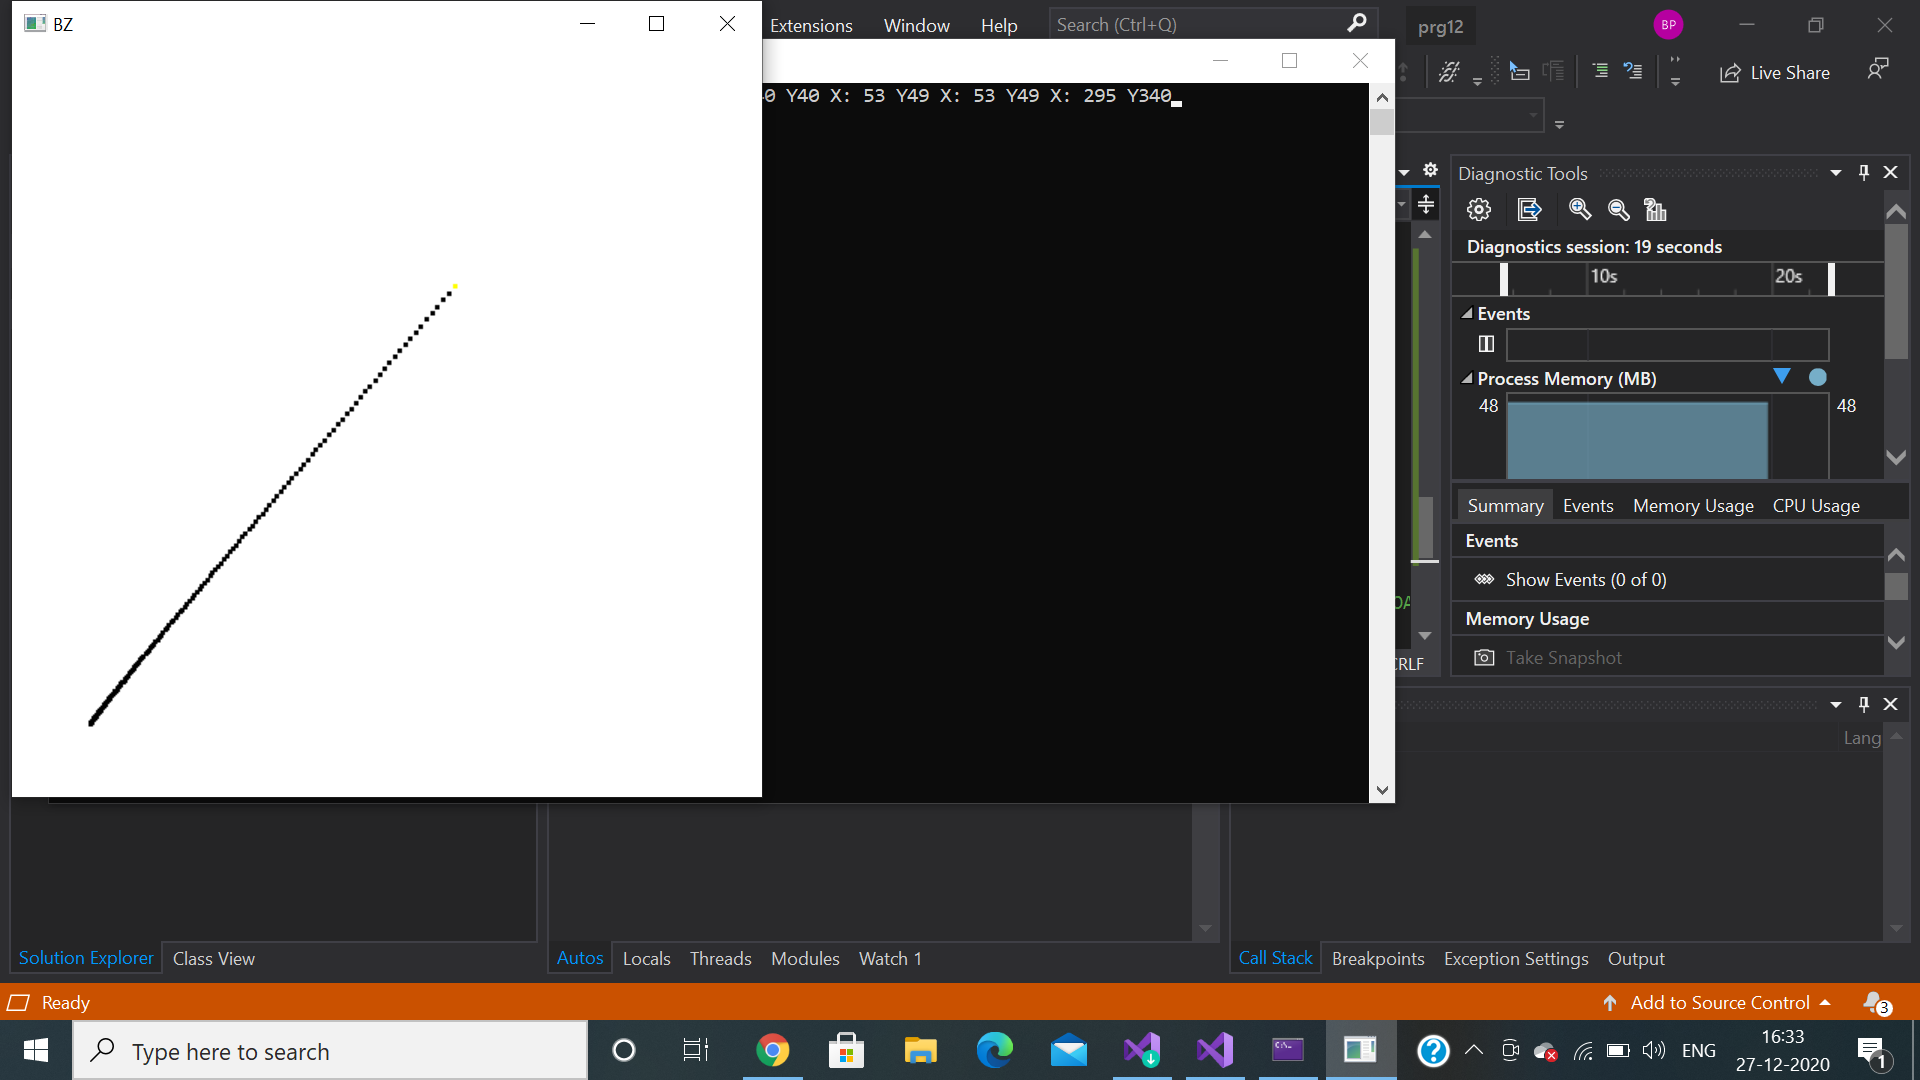 BZ
Extensions Window Help Search (Ctrl+Q) prg12 BP
Live Share
Y40 X: 53 Y49 X: 53 Y49 X: 295 Y340
Diagnostic Tools
Diagnostics session: 19 seconds
10s 20s
Events
Process Memory (MB)
48 48
Summary Events Memory Usage CPU Usage
Events
Show Events (0 of 0)
Memory Usage
Take Snapshot
CRLF
Lang
Solution Explorer Class View Autos Locals Threads Modules Watch 1 Call Stack Breakpoints Exception Settings Output
Ready Add to Source Control 3
Type here to search ENG 16:33
27-12-2020 1